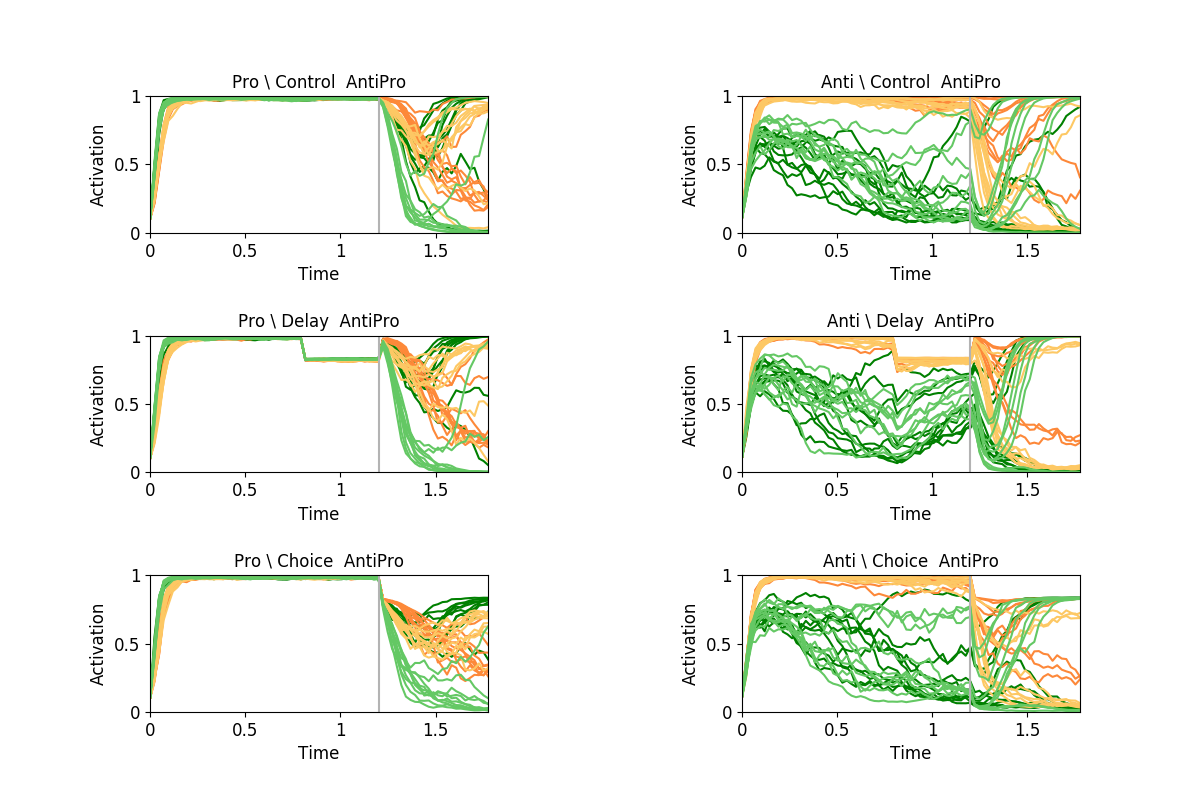 Pro \ Control  AntiPro
1
0.5
0
Activation
0 0.5 1 1.5
Time
Anti \ Control  AntiPro
1
0.5
0
Activation
0 0.5 1 1.5
Time
Pro \ Delay  AntiPro
1
0.5
0
Activation
0 0.5 1 1.5
Time
Anti \ Delay  AntiPro
1
0.5
0
Activation
0 0.5 1 1.5
Time
Pro \ Choice  AntiPro
1
0.5
0
Activation
0 0.5 1 1.5
Time
Anti \ Choice  AntiPro
1
0.5
0
Activation
0 0.5 1 1.5
Time